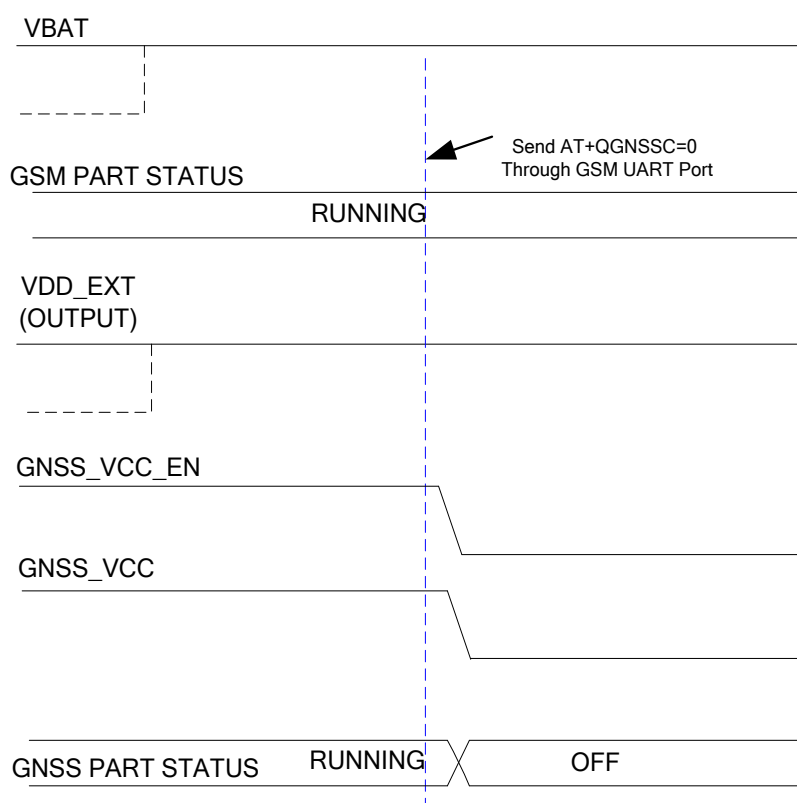 VBAT
Send AT+QGNSSC=0
Through GSM UART Port
GSM PART STATUS
RUNNING
VDD_EXT
(OUTPUT)
GNSS_VCC_EN
GNSS_VCC
GNSS PART STATUS
RUNNING
OFF